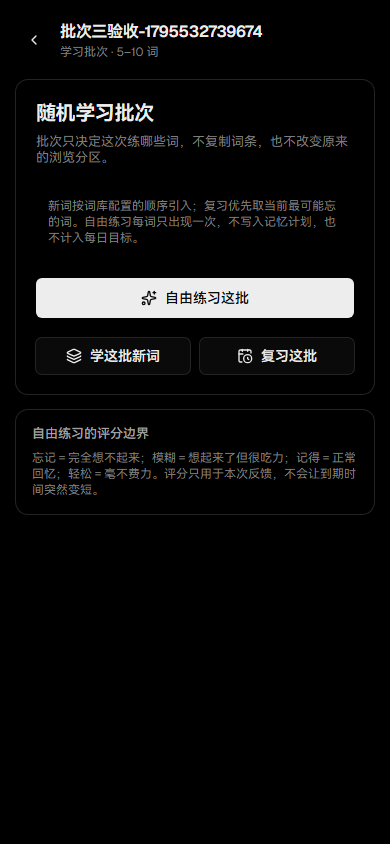 批次三验收-1795532739674
学习批次 · 5–10 词
随机学习批次
批次只决定这次练哪些词，不复制词条，也不改变原来
的浏览分区。
新词按词库配置的顺序引入；复习优先取当前最可能忘
的词。自由练习每词只出现一次，不写入记忆计划，也
不计入每日目标。
自由练习这批
学这批新词
复习这批
自由练习的评分边界
忘记 = 完全想不起来；模糊 = 想起来了但很吃力；记得 = 正常
回忆；轻松 = 毫不费力。评分只用于本次反馈，不会让到期时
间突然变短。